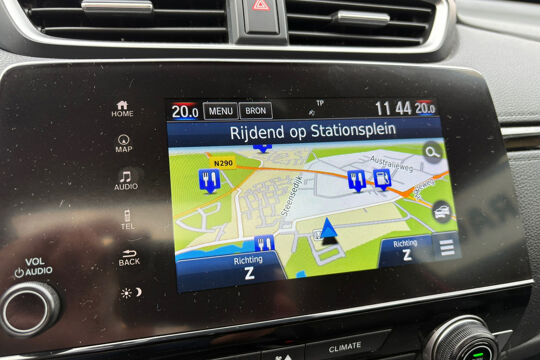 20.0 MENU BRON TP 11 44 20.0
Rijdend op Stationsplein
HOME
MAP
AUDIO
TEL
BACK
N290
Australieweg
Steensedijk
Richting Z
Richting Z
VOL
AUDIO
CLIMATE